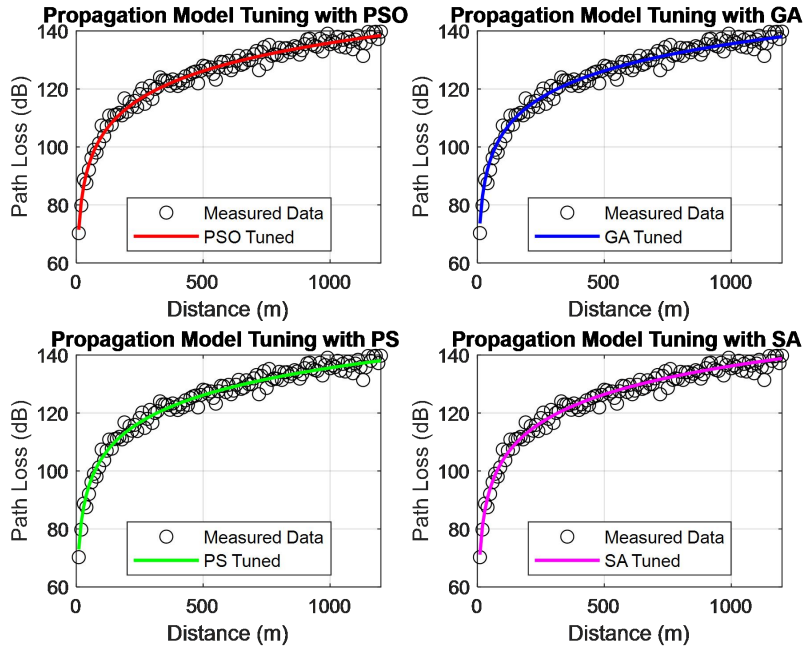 Propagation Model Tuning with PSO
140
120
100
80
60
Path Loss (dB)
Measured Data
PSO Tuned
0
500
1000
Distance (m)
Propagation Model Tuning with GA
140
120
100
80
60
Path Loss (dB)
Measured Data
GA Tuned
0
500
1000
Distance (m)
Propagation Model Tuning with PS
140
120
100
80
60
Path Loss (dB)
Measured Data
PS Tuned
0
500
1000
Distance (m)
Propagation Model Tuning with SA
140
120
100
80
60
Path Loss (dB)
Measured Data
SA Tuned
0
500
1000
Distance (m)